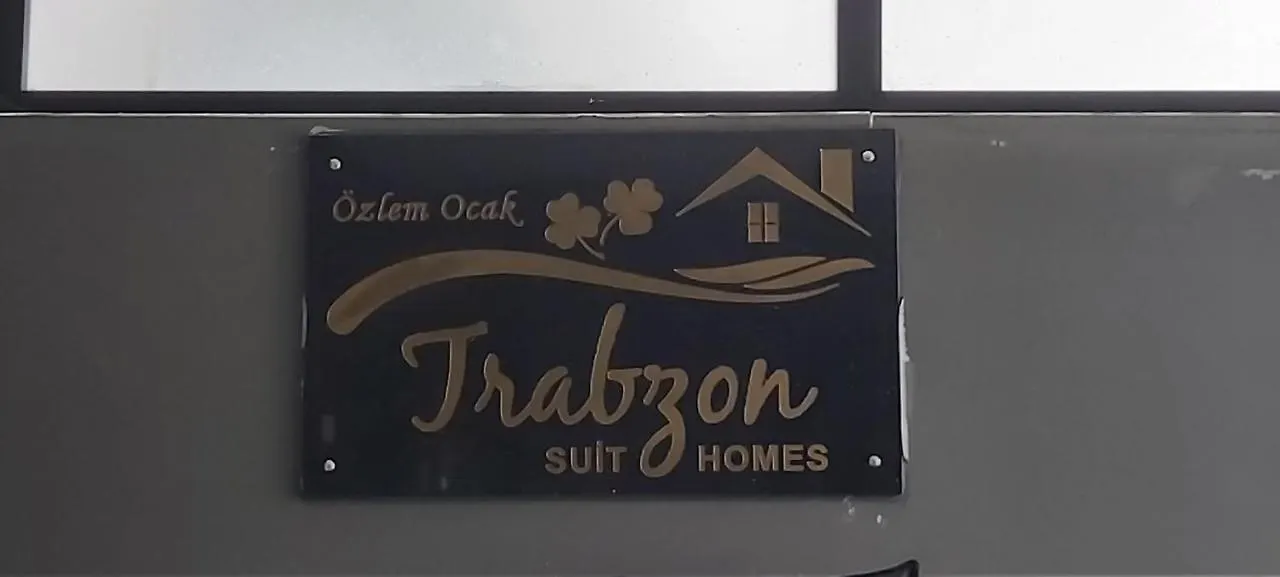 Özlem Ocak
Trabzon
SUİT HOMES